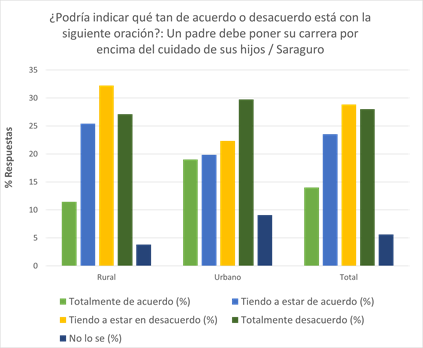 ¿Podría indicar qué tan de acuerdo o desacuerdo está con la
siguiente oración?: Un padre debe poner su carrera por
encima del cuidado de sus hijos / Saraguro
% Respuestas
35
30
25
20
15
10
5
0
Rural Urbano Total
Totalmente de acuerdo (%) Tiendo a estar de acuerdo (%)
Tiendo a estar en desacuerdo (%) Totalmente desacuerdo (%)
No lo se (%)